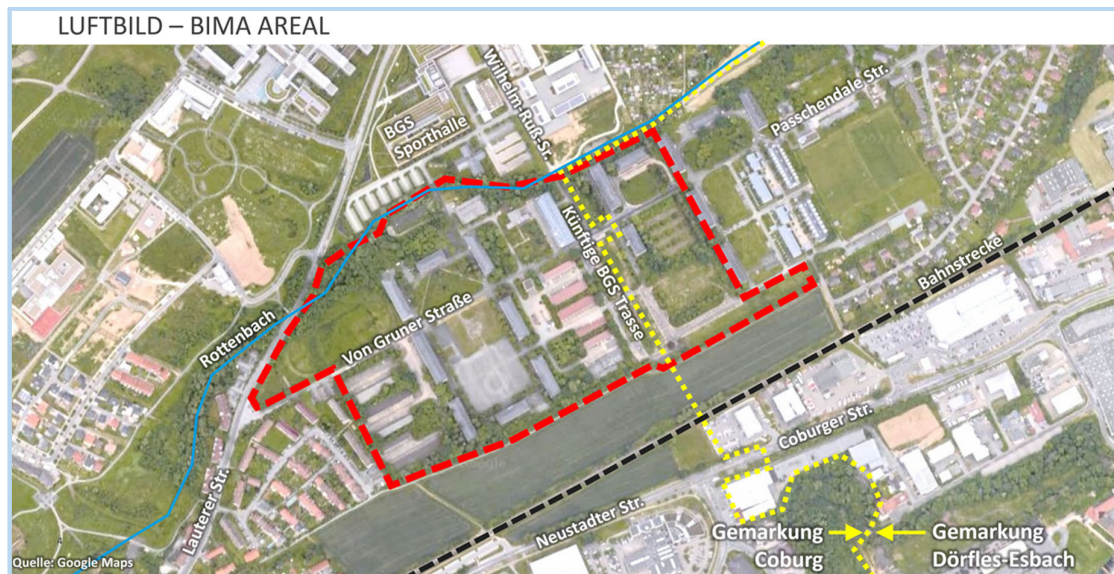 LUFTBILD – BIMA AREAL
Wilhelm-Ruß-Sr.
BGS
Sporthalle
Passchendale Str.
Künftige BGS Trasse
Bahnstrecke
Rottenbach
Von Gruner Straße
Lauterer Str.
Coburger Str.
Neustadter Str.
Gemarkung
Coburg
Gemarkung
Dörfles-Esbach
Quelle: Google Maps